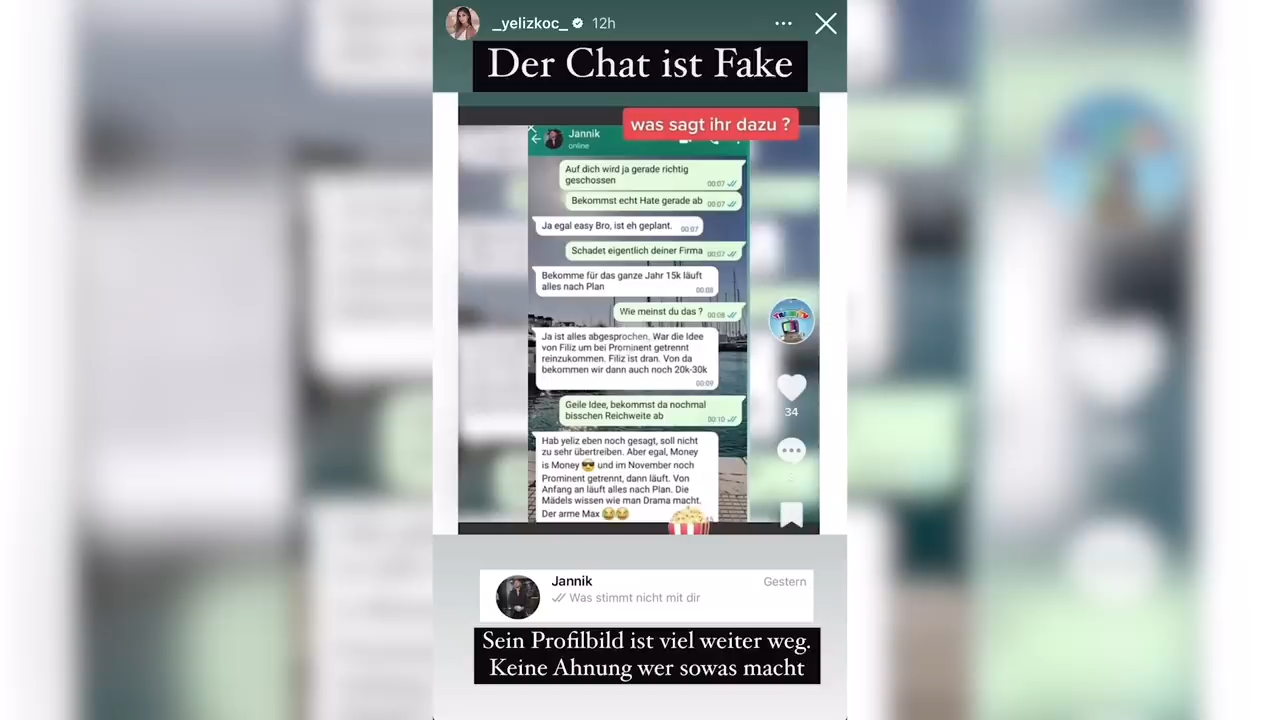 _yelizkoc_ 12h
Der Chat ist Fake
was sagt ihr dazu ?
Jannik
online
Auf dich wird ja gerade richtig
geschossen 00:07
Bekommst echt Hate gerade ab 00:07
Ja egal easy Bro, ist eh geplant. 00:07
Schadet eigentlich deiner Firma 00:07
Bekomme für das ganze Jahr 15k läuft
alles nach Plan
00:08
Wie meinst du das ? 00:08
Ja ist alles abgesprochen, War die Idee
von Filiz um bei Prominent getrennt
reinzukommen. Filiz ist dran. Von da
bekommen wir dann auch noch 20k-30k
00:09
Geile Idee, bekommst da nochmal
bisschen Reichweite ab 00:10
34
Hab yeliz eben noch gesagt, soll nicht
zu sehr übertreiben. Aber egal, Money
is Money 😎 und im November noch
Prominent getrennt, dann läuft. Von
Anfang an läuft alles nach Plan. Die
Mädels wissen wie man Drama macht.
Der arme Max 😂😂
Jannik Gestern
Was stimmt nicht mit dir
Sein Profilbild ist viel weiter weg.
Keine Ahnung wer sowas macht